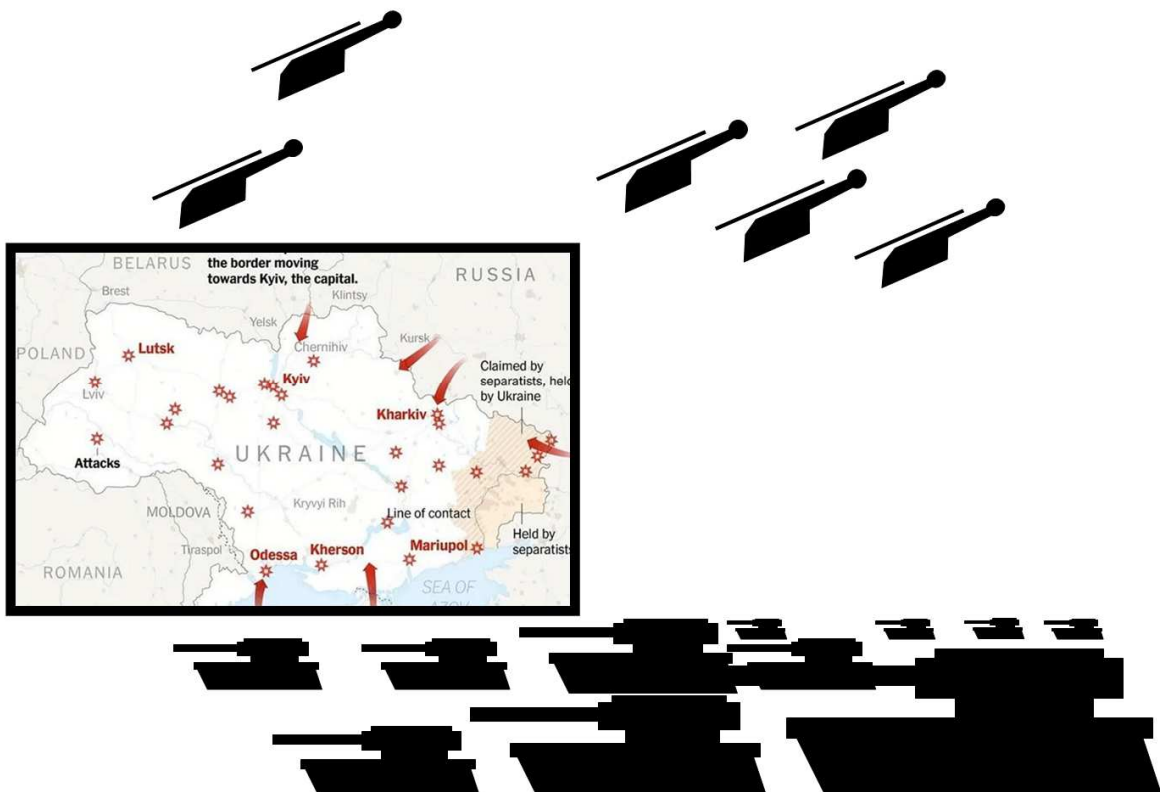 BELARUS
the border moving
towards Kyiv, the capital.
RUSSIA
Brest
Klintsy
Yelsk
Kursk
POLAND
Lutsk
Chernihiv
Claimed by
separatists, held
by Ukraine
Kyiv
Lviv
Kharkiv
UKRAINE
Attacks
Kryvyi Rih
Line of contact
MOLDOVA
Held by
separatists
Tiraspol
Odessa
Kherson
Mariupol
ROMANIA
SEA OF
AZOV